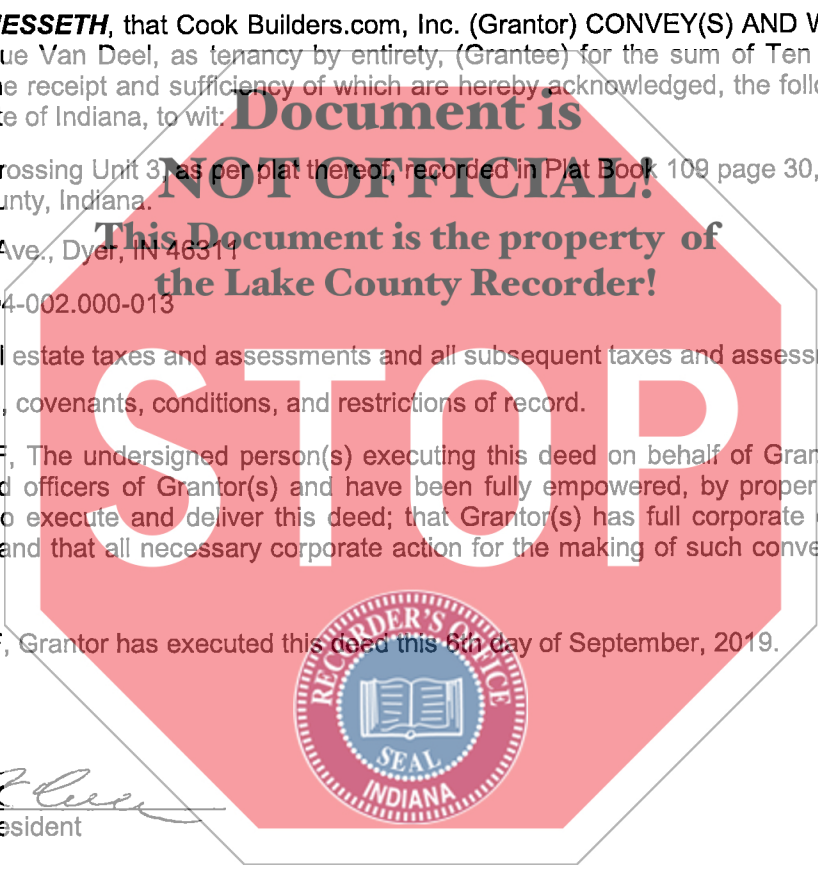 ESSETH, that Cook Builders.com, Inc. (Grantor) CONVEY(S) AND W
ue Van Deel, as tenancy by entirety, (Grantee) for the sum of Ten
e receipt and sufficiency of which are hereby acknowledged, the follo
e of Indiana, to wit:
Document is
rossing Unit 3, as per plat thereof, recorded in Plat Book 109 page 30,
NOT OFFICIAL!
unty, Indiana.
This Document is the property of
Ave., Dyer, IN 46311
the Lake County Recorder!
4-002.000-013
l estate taxes and assessments and all subsequent taxes and assess
STOP
, covenants, conditions, and restrictions of record.
F, The undersigned person(s) executing this deed on behalf of Gran
d officers of Grantor(s) and have been fully empowered, by proper
o execute and deliver this deed; that Grantor(s) has full corporate
and that all necessary corporate action for the making of such conve
F, Grantor has executed this deed this 6th day of September, 2019.
RECORDER'S OFFICE
SEAL
INDIANA
esident